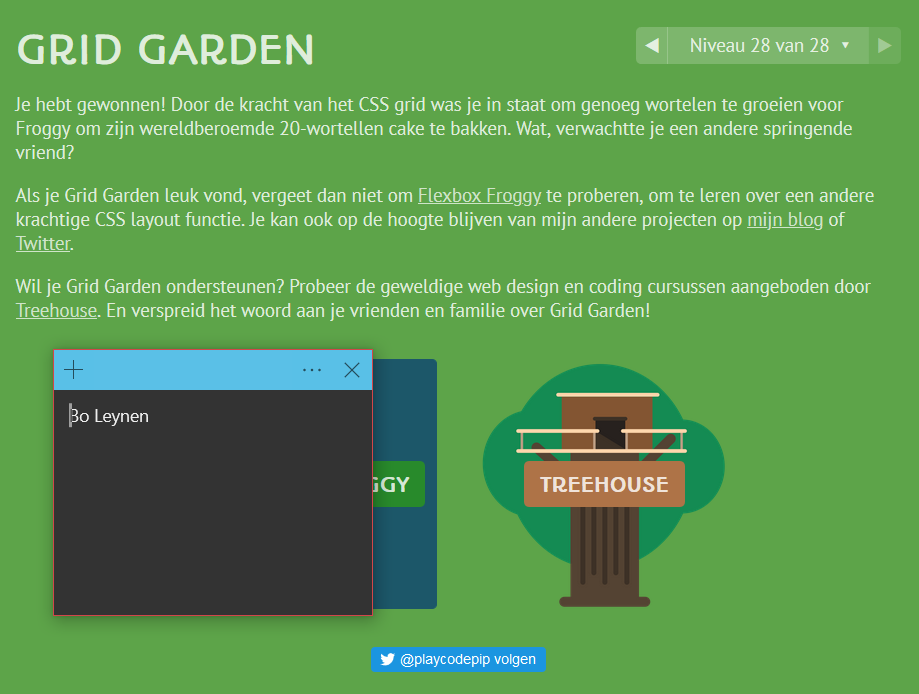 GRID GARDEN
Niveau 28 van 28
Je hebt gewonnen! Door de kracht van het CSS grid was je in staat om genoeg wortelen te groeien voor
Froggy om zijn wereldberoemde 20-wortellen cake te bakken. Wat, verwachtte je een andere springende
vriend?
Als je Grid Garden leuk vond, vergeet dan niet om Flexbox Froggy te proberen, om te leren over een andere
krachtige CSS layout functie. Je kan ook op de hoogte blijven van mijn andere projecten op mijn blog of
Twitter.
Wil je Grid Garden ondersteunen? Probeer de geweldige web design en coding cursussen aangeboden door
Treehouse. En verspreid het woord aan je vrienden en familie over Grid Garden!
Bo Leynen
TREEHOUSE
@playcodepip volgen